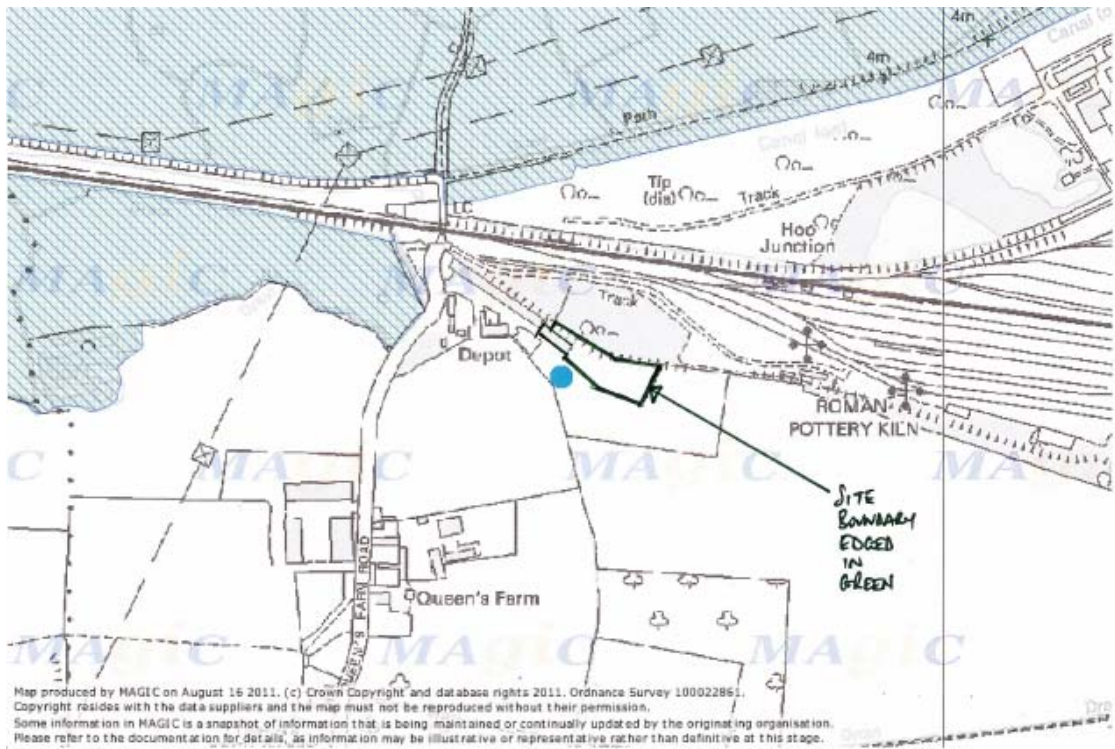 4m
Canal (
4m
Path
Canal (dis)
Tip
(dis)
Track
Hoo
Junction
LC
Track
Depot
ROMAN
POTTERY KILN
SITE
BOUNDARY
EDGED
IN
GREEN
QUEEN'S FARM ROAD
Queen's Farm
MAGIC
MAGIC
MAGIC
Map produced by MAGIC on August 16 2011. (c) Crown Copyright and database rights 2011. Ordnance Survey 100022861.
Copyright resides with the data suppliers and the map must not be reproduced without their permission.
Some information in MAGIC is a snapshot of information that is being maintained or continually updated by the originating organisation.
Please refer to the documentation for details, as information may be illustrative or representative rather than definitive at this stage.